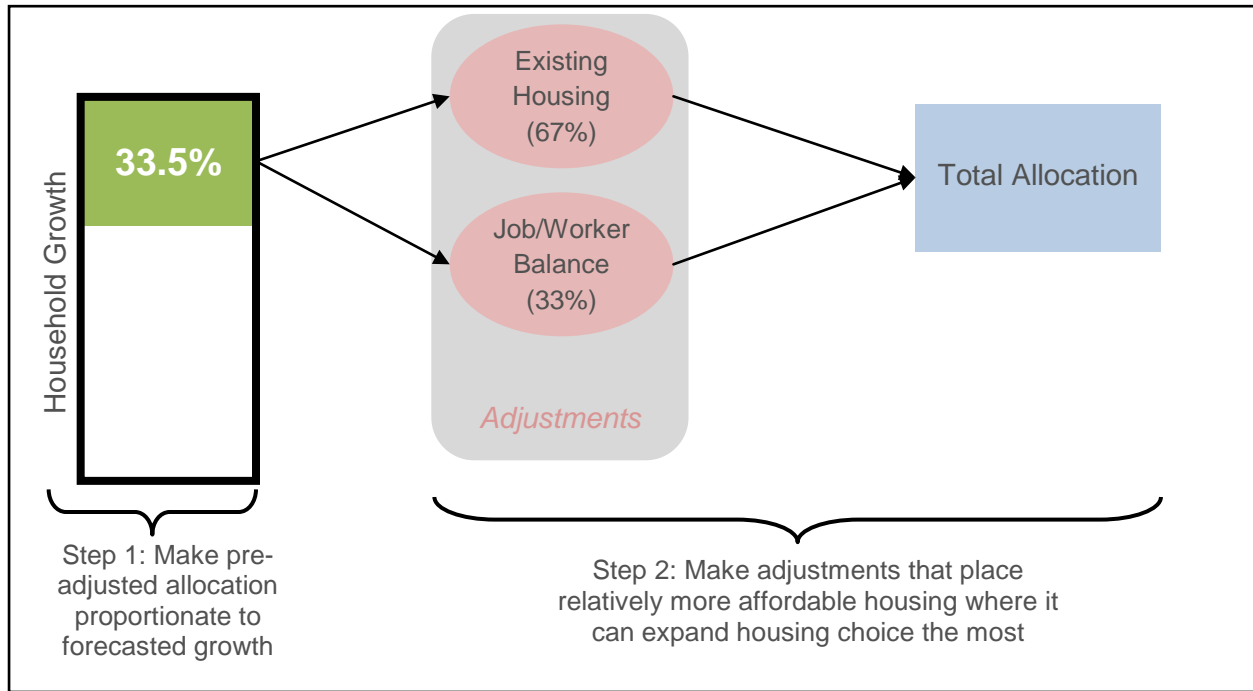 Household Growth
33.5%
Existing
Housing
(67%)
Job/Worker
Balance
(33%)
Adjustments
Total Allocation
Step 1: Make pre-
adjusted allocation
proportionate to
forecasted growth
Step 2: Make adjustments that place
relatively more affordable housing where it
can expand housing choice the most